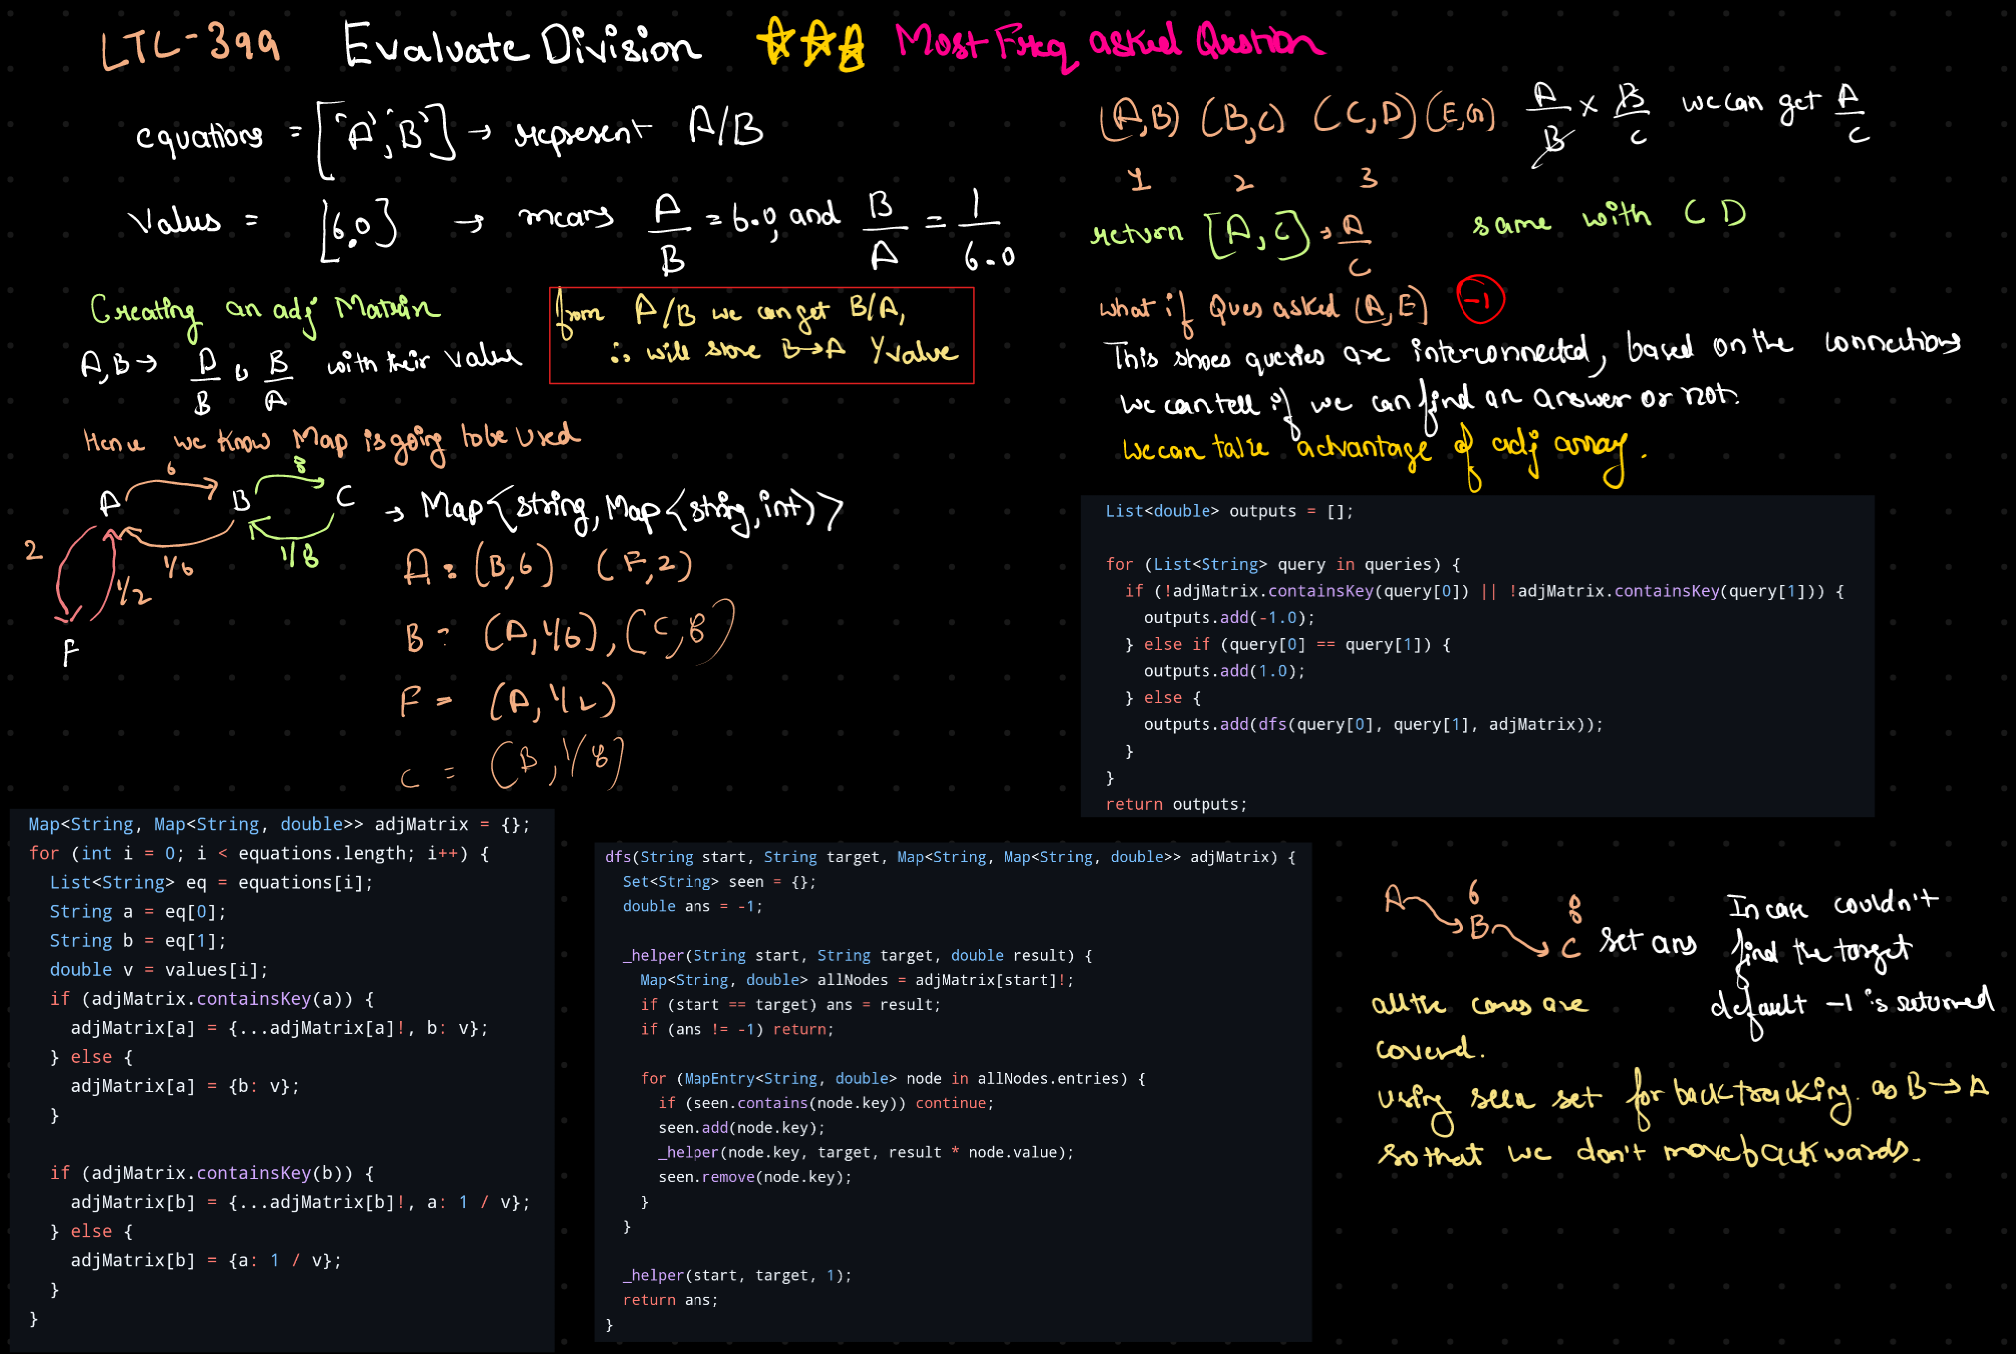 LTC-399 Evaluate Division Most Freq asked Question
equations = ["A","B"] → represent A/B
Values = [6.0] → means A/B = 6.0, and B/A = 1/6.0
Creating an adj Matrix
A,B → A/B, B/A with their value
from A/B we can get B/A,
∴ will store B→A 1/value
Hence we know Map is going to be used
A 6 B 8 C
1/6 1/8
2 1/2
F
→ Map<string, Map<string, int>>
A = (B,6) (F,2)
B = (A,1/6), (C,8)
F = (A,1/2)
C = (B,1/8)
(A,B) (B,C) (C,D) (E,G) A/B × B/C we can get A/C
1 2 3
return [A,C] → A/C same with C D
what if Ques asked (A,E) -1
This shoes queries are interconnected, based on the connections
we can tell if we can find an answer or not.
we can take advantage of adj array.
List<double> outputs = [];
for (List<String> query in queries) {
if (!adjMatrix.containsKey(query[0]) || !adjMatrix.containsKey(query[1])) {
outputs.add(-1.0);
} else if (query[0] == query[1]) {
outputs.add(1.0);
} else {
outputs.add(dfs(query[0], query[1], adjMatrix));
}
}
return outputs;
Map<String, Map<String, double>> adjMatrix = {};
for (int i = 0; i < equations.length; i++) {
List<String> eq = equations[i];
String a = eq[0];
String b = eq[1];
double v = values[i];
if (adjMatrix.containsKey(a)) {
adjMatrix[a] = {...adjMatrix[a]!, b: v};
} else {
adjMatrix[a] = {b: v};
}
if (adjMatrix.containsKey(b)) {
adjMatrix[b] = {...adjMatrix[b]!, a: 1 / v};
} else {
adjMatrix[b] = {a: 1 / v};
}
}
dfs(String start, String target, Map<String, Map<String, double>> adjMatrix) {
Set<String> seen = {};
double ans = -1;
_helper(String start, String target, double result) {
Map<String, double> allNodes = adjMatrix[start]!;
if (start == target) ans = result;
if (ans != -1) return;
for (MapEntry<String, double> node in allNodes.entries) {
if (seen.contains(node.key)) continue;
seen.add(node.key);
_helper(node.key, target, result * node.value);
seen.remove(node.key);
}
}
_helper(start, target, 1);
return ans;
}
A 6 B 8 C set ans
In case couldn't
find the target
default -1 is returned
all the cases are
coverd.
using seen set for backtracking. as B→A
so that we don't move backwards.